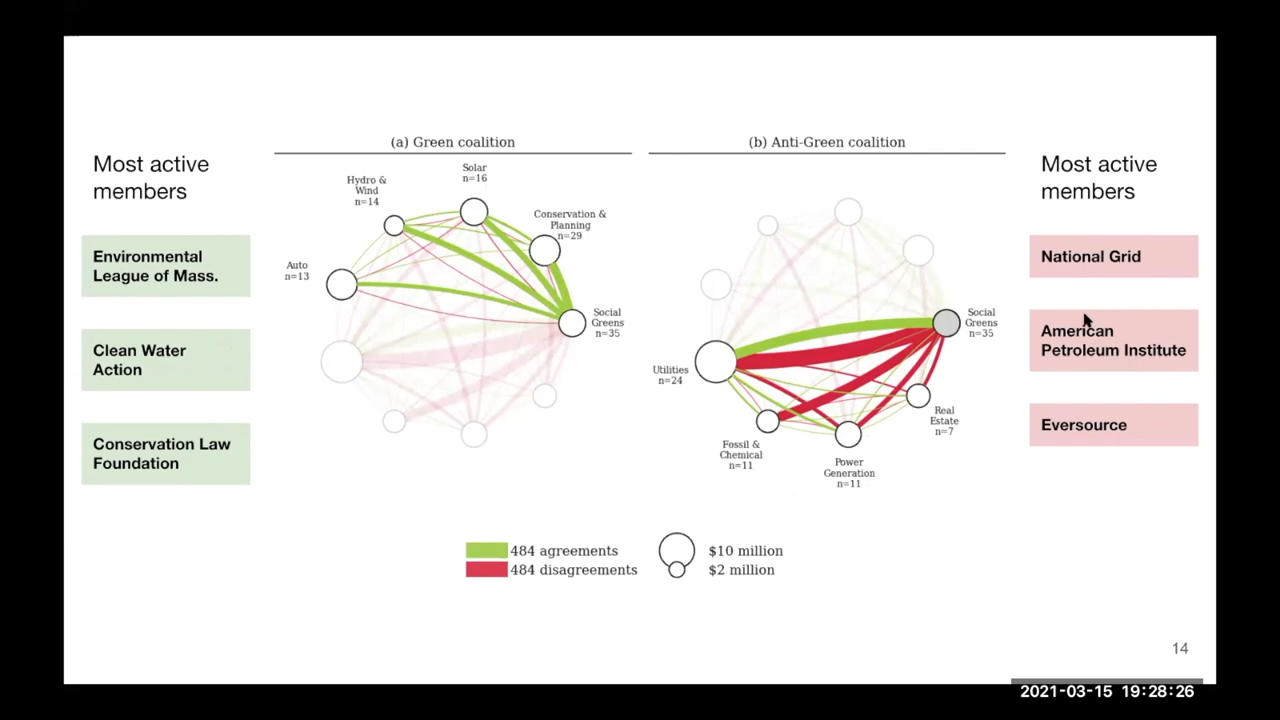 Most active
members
Environmental
League of Mass.
Clean Water
Action
Conservation Law
Foundation
(a) Green coalition
Solar
n=16
Hydro &
Wind
n=14
Conservation &
Planning
n=29
Auto
n=13
Social
Greens
n=35
(b) Anti-Green coalition
Social
Greens
n=35
Utilities
n=24
Real
Estate
n=7
Fossil &
Chemical
n=11
Power
Generation
n=11
Most active
members
National Grid
American
Petroleum Institute
Eversource
484 agreements
484 disagreements
$10 million
$2 million
14
2021-03-15 19:28:26